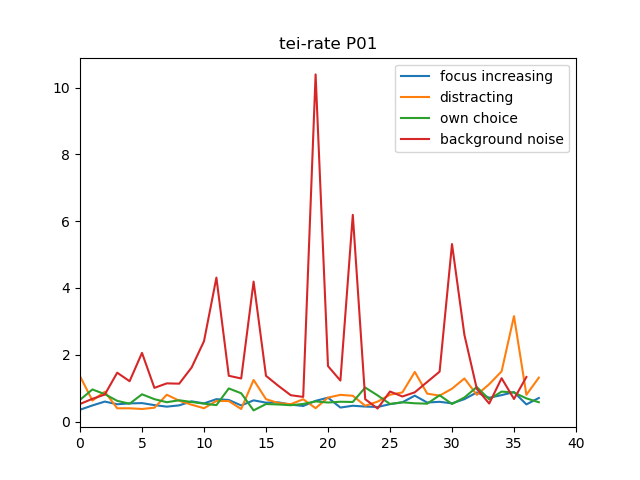 tei-rate P01
focus increasing
distracting
own choice
background noise
10
8
6
4
2
0
0 5 10 15 20 25 30 35 40